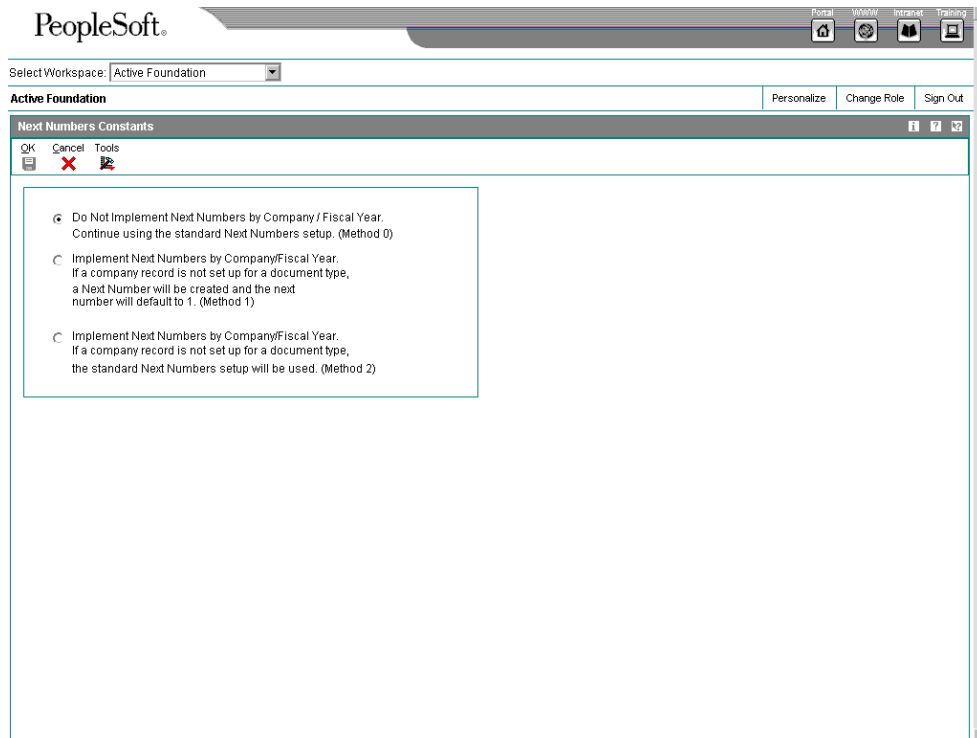 PeopleSoft®
Portal WWW Intranet Training
Select Workspace: Active Foundation
Active Foundation Personalize Change Role Sign Out
Next Numbers Constants i ? ?
OK Cancel Tools
Do Not Implement Next Numbers by Company / Fiscal Year.
Continue using the standard Next Numbers setup. (Method 0)
Implement Next Numbers by Company/Fiscal Year.
If a company record is not set up for a document type,
a Next Number will be created and the next
number will default to 1. (Method 1)
Implement Next Numbers by Company/Fiscal Year.
If a company record is not set up for a document type,
the standard Next Numbers setup will be used. (Method 2)